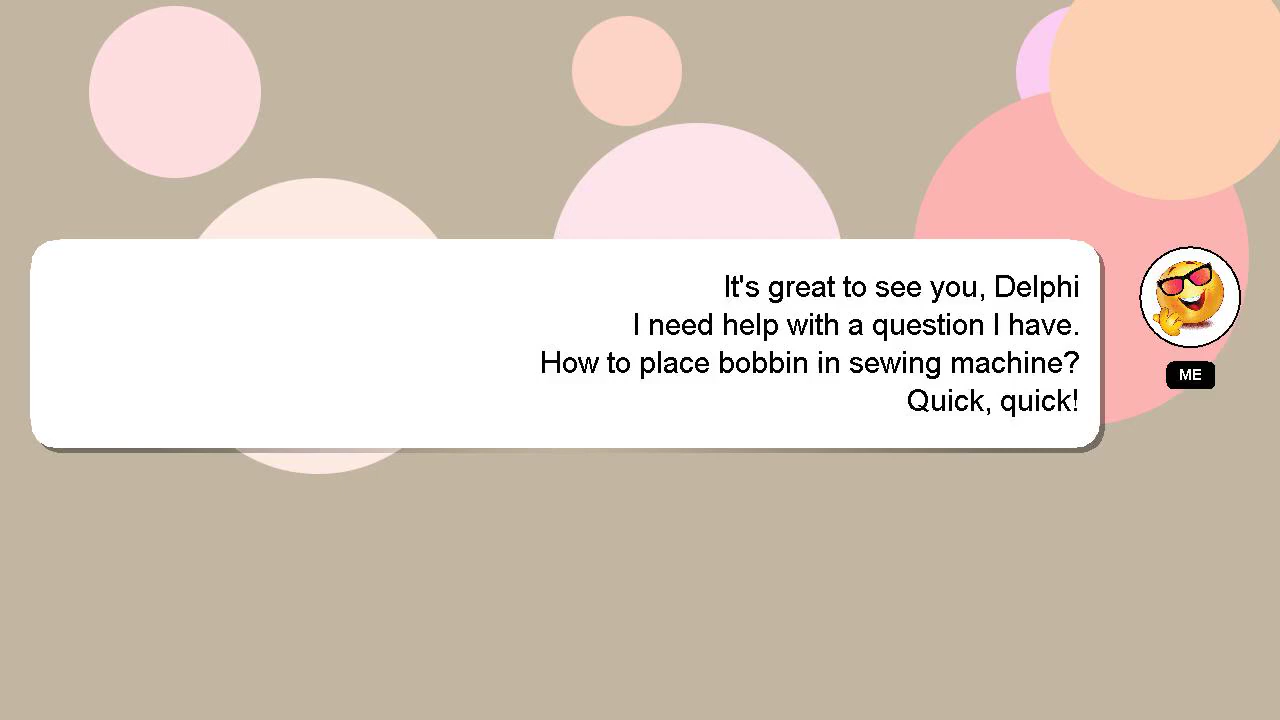 It's great to see you, Delphi
I need help with a question I have.
How to place bobbin in sewing machine?
Quick, quick!
ME